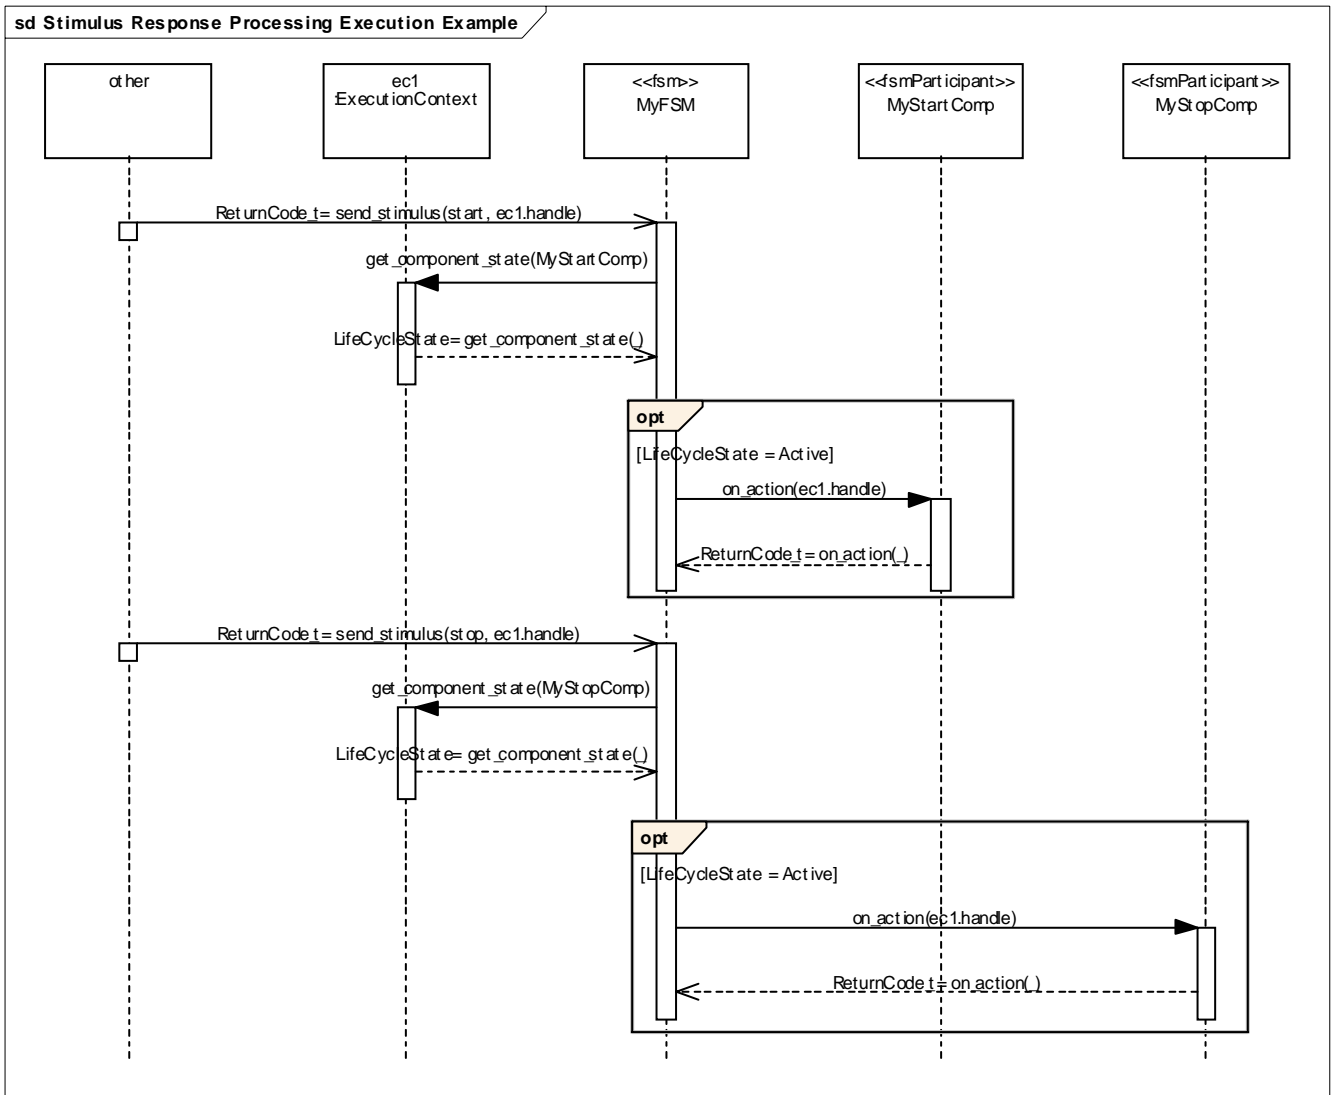 sd Stimulus Response Processing Execution Example
other
ec1
:ExecutionContext
<<fsm>>
MyFSM
<<fsmParticipant>>
MyStartComp
<<fsmParticipant>>
MyStopComp
ReturnCode_t= send_stimulus(start, ec1.handle)
get_component_state(MyStartComp)
LifeCycleState= get_component_state(_)
opt
[LifeCycleState = Active]
on_action(ec1.handle)
ReturnCode_t= on_action(_)
ReturnCode_t= send_stimulus(stop, ec1.handle)
get_component_state(MyStopComp)
LifeCycleState= get_component_state(_)
opt
[LifeCycleState = Active]
on_action(ec1.handle)
ReturnCode_t= on_action(_)